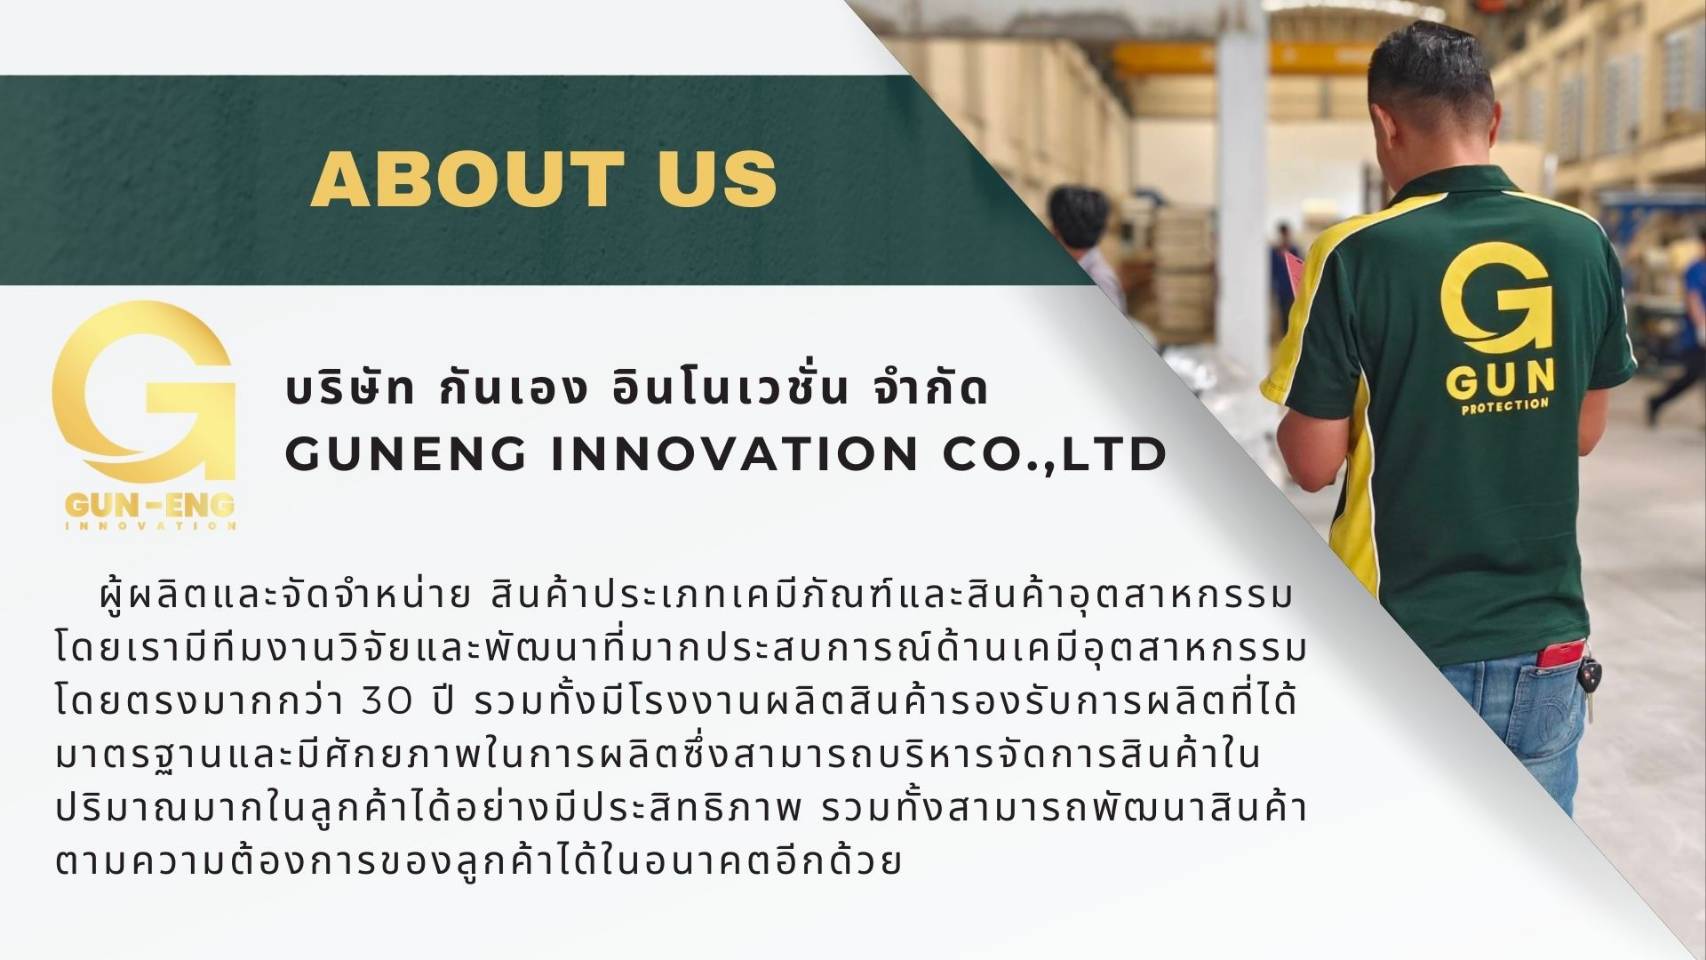 ABOUT US
GUN-ENG
INNOVATION
บริษัท กันเอง อินโนเวชั่น จำกัด
GUNENG INNOVATION CO.,LTD
ผู้ผลิตและจัดจำหน่าย สินค้าประเภทเคมีภัณฑ์และสินค้าอุตสาหกรรม
โดยเรามีทีมงานวิจัยและพัฒนาที่มากประสบการณ์ด้านเคมีอุตสาหกรรม
โดยตรงมากกว่า 30 ปี รวมทั้งมีโรงงานผลิตสินค้ารองรับการผลิตที่ได้
มาตรฐานและมีศักยภาพในการผลิตซึ่งสามารถบริหารจัดการสินค้าใน
ปริมาณมากในลูกค้าได้อย่างมีประสิทธิภาพ รวมทั้งสามารถพัฒนาสินค้า
ตามความต้องการของลูกค้าได้ในอนาคตอีกด้วย
GUN
PROTECTION